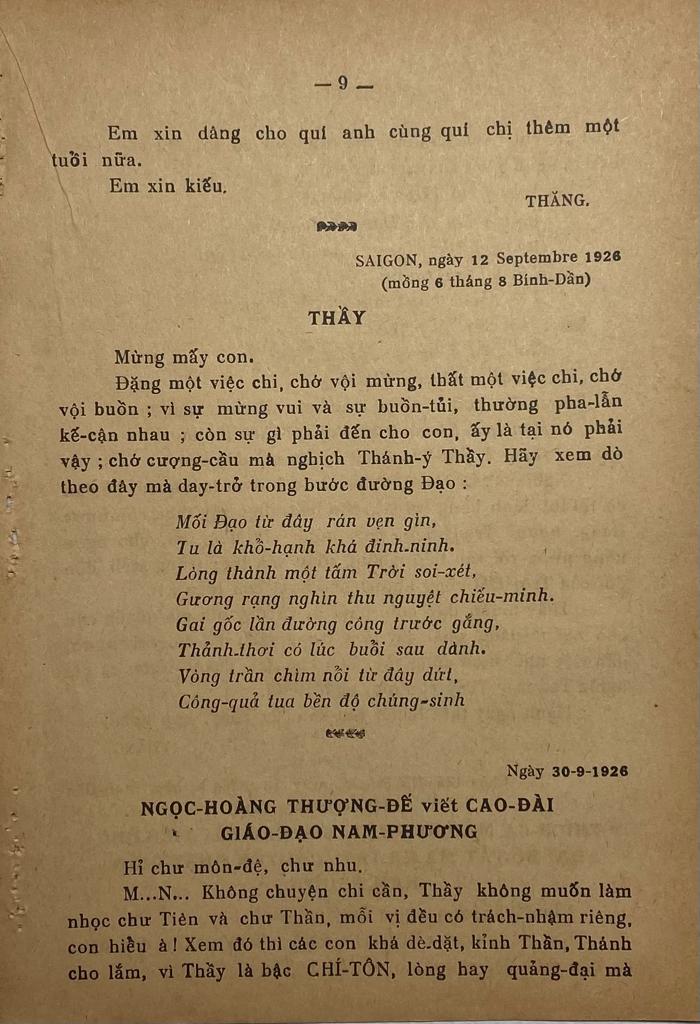 — 9 —
Em xin dâng cho quí anh cùng quí chị thêm một
tuổi nữa.
Em xin kiếu.
THĂNG.
SAIGON, ngày 12 Septembre 1926
(mồng 6 tháng 8 Bính-Dần)
THẦY
Mừng mấy con.
Đặng một việc chi, chớ vội mừng, thất một việc chi, chớ
vội buồn ; vì sự mừng vui và sự buồn-tủi, thường pha-lẫn
kế-cận nhau ; còn sự gì phải đến cho con, ấy là tại nó phải
vậy ; chớ cượng-cầu mà nghịch Thánh-ý Thầy. Hãy xem dò
theo đây mà day-trở trong bước đường Đạo :
Mối Đạo từ đây rán vẹn gìn,
Tu là khổ-hạnh khá đinh-ninh.
Lòng thành một tấm Trời soi-xét,
Gương rạng nghìn thu nguyệt chiếu-minh.
Gai gốc lần đường công trước gắng,
Thảnh-thơi có lúc buổi sau dành.
Vòng trần chìm nổi từ đây dứt,
Công-quả tua bền độ chúng-sinh
Ngày 30-9-1926
NGỌC-HOÀNG THƯỢNG-ĐẾ viết CAO-ĐÀI
GIÁO-ĐẠO NAM-PHƯƠNG
Hỉ chư môn-đệ, chư nhu.
M...N... Không chuyện chi cần, Thầy không muốn làm
nhọc chư Tiên và chư Thần, mỗi vị đều có trách-nhậm riêng,
con hiểu à ! Xem đó thì các con khá dè-dặt, kỉnh Thần, Thánh
cho lắm, vì Thầy là bậc CHÍ-TÔN, lòng hay quảng-đại mà